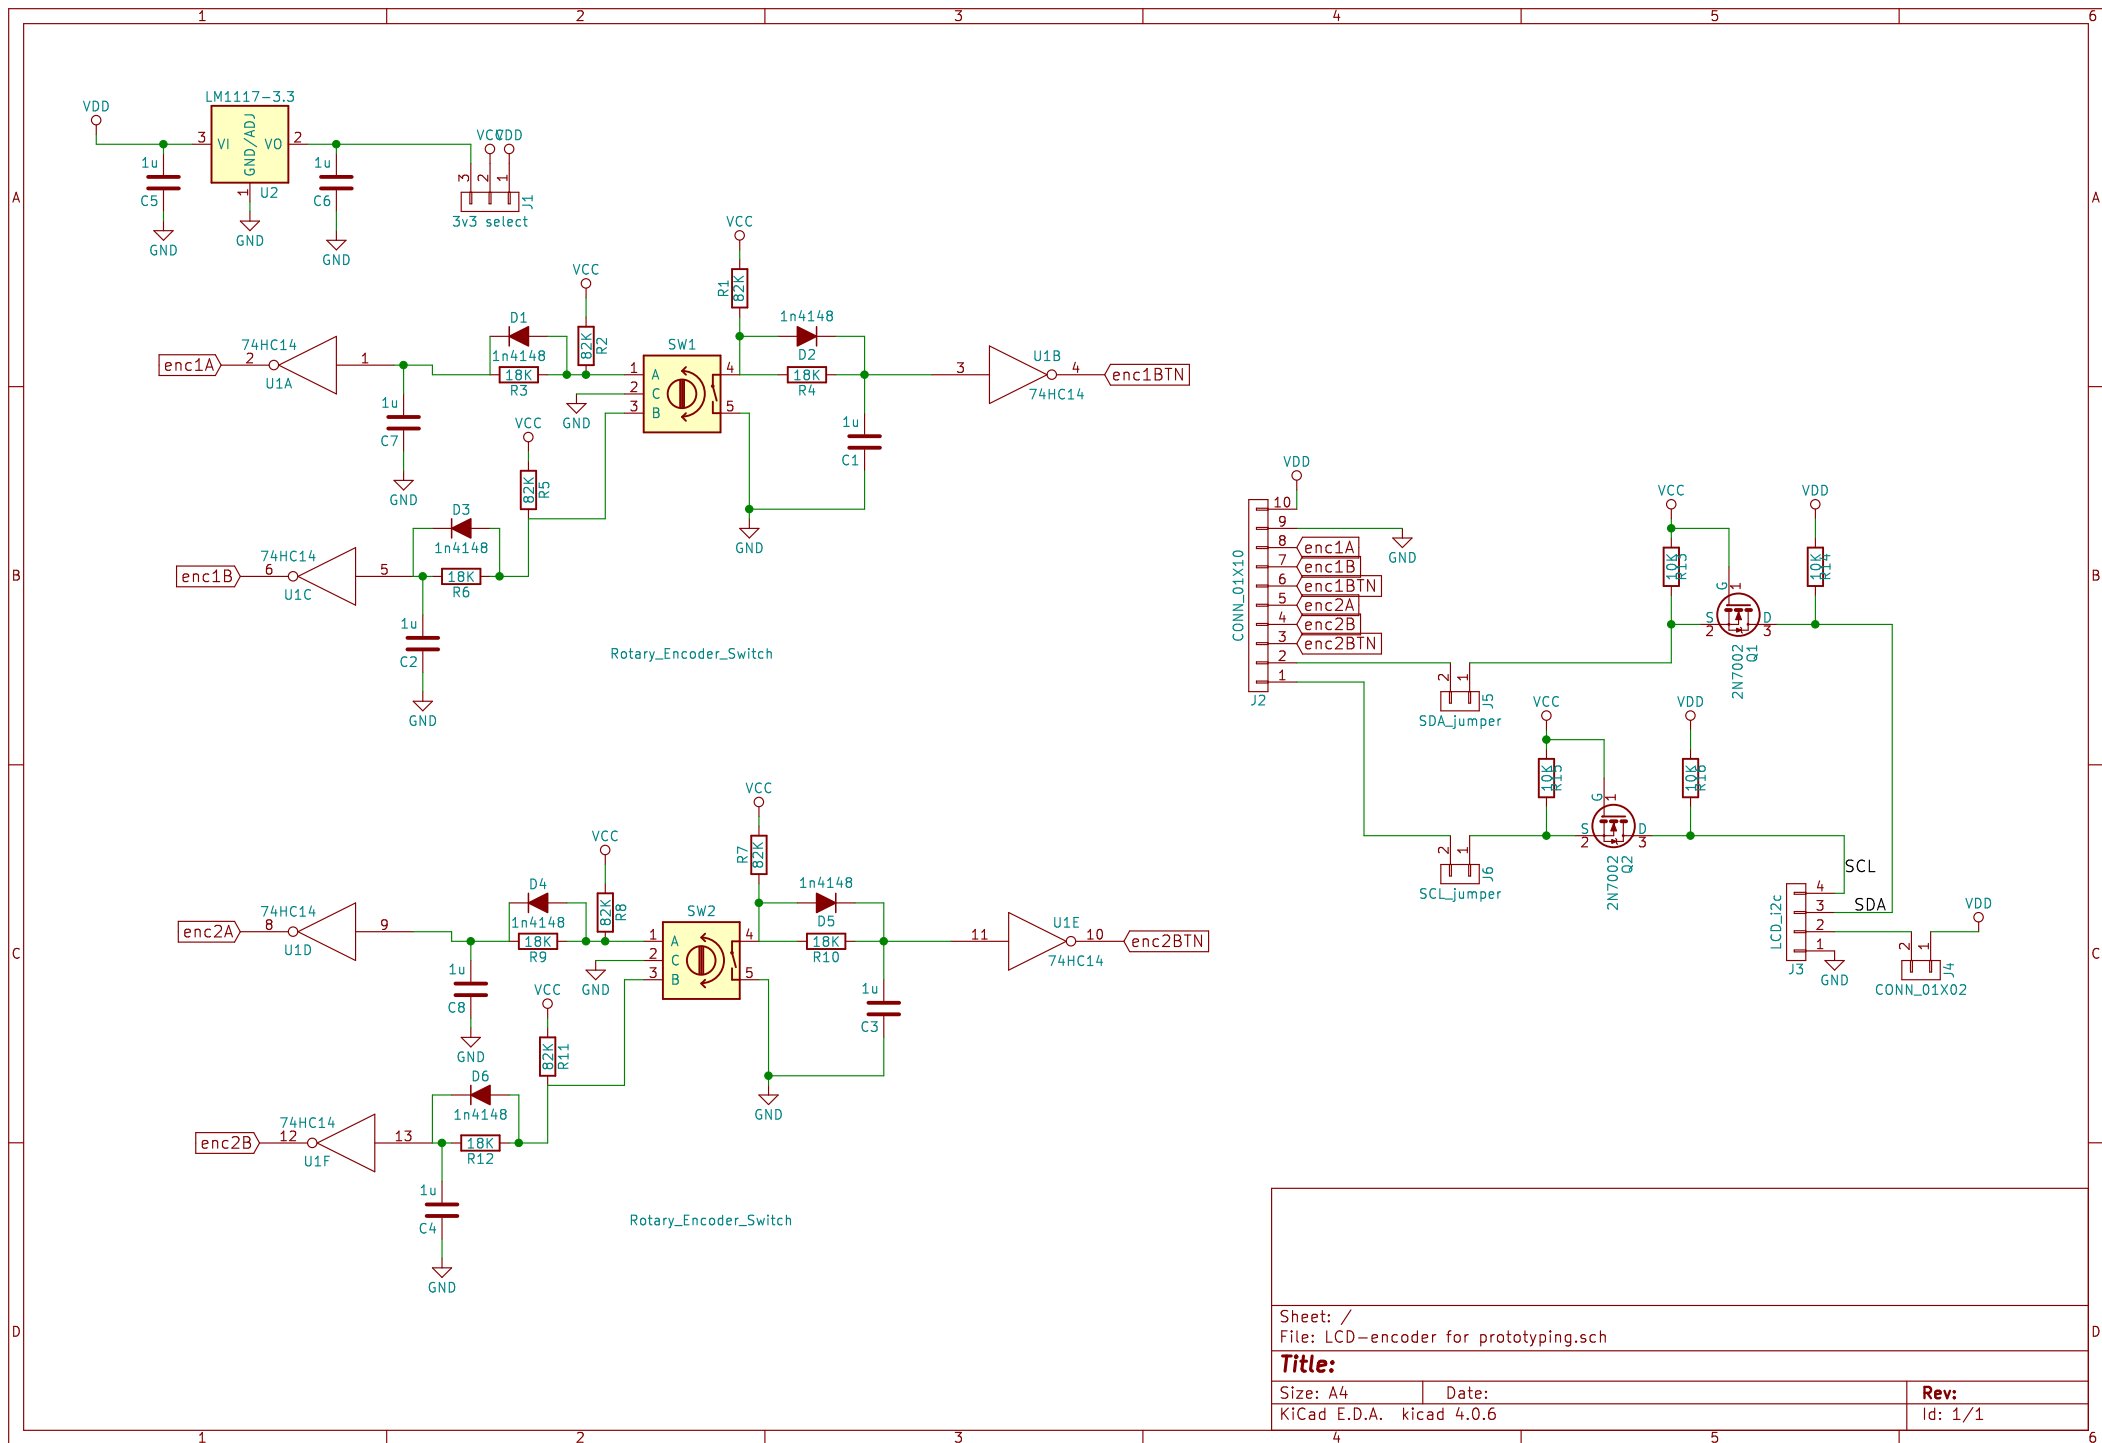 1 2 3 4 5 6
A
B
C
D
A
B
C
D
1 2 3 4 5 6
VDD
LM1117-3.3
3 VI GND/ADJ VO 2
1
U2
1u
C5
GND
GND
1u
C6
GND
VCC VDD
3 2 1
J1
3v3 select
enc1A
2
74HC14
U1A
1
1u
C7
GND
D1
1n4148
18K
R3
VCC
82K
R2
GND
SW1
1 A
2 C
3 B
4
5
VCC
R1
82K
1n4148
D2
18K
R4
1u
C1
GND
3
U1B
74HC14
4
enc1BTN
VCC
82K
R5
enc1B
6
74HC14
U1C
5
D3
1n4148
18K
R6
1u
C2
GND
Rotary_Encoder_Switch
enc2A
8
74HC14
U1D
9
1u
C8
GND
D4
1n4148
18K
R9
VCC
82K
R8
GND
SW2
1 A
2 C
3 B
4
5
VCC
R7
82K
1n4148
D5
18K
R10
1u
C3
GND
11
U1E
74HC14
10
enc2BTN
VCC
82K
R11
enc2B
12
74HC14
U1F
13
D6
1n4148
18K
R12
1u
C4
GND
Rotary_Encoder_Switch
VDD
CONN_01X10
10
9
8 enc1A
7 enc1B
6 enc1BTN
5 enc2A
4 enc2B
3 enc2BTN
2
1
J2
GND
2 1
J5
SDA_jumper
VCC
10K
R13
G 1
S 2
D 3
2N7002
Q1
VDD
10K
R14
2 1
J6
SCL_jumper
VCC
10K
R15
G 1
S 2
D 3
2N7002
Q2
VDD
10K
R16
SCL
SDA
LCD_i2c
4
3
2
1
J3
GND
VDD
2 1
J4
CONN_01X02
Sheet: /
File: LCD-encoder for prototyping.sch
Title:
Size: A4 Date: Rev:
KiCad E.D.A. kicad 4.0.6 Id: 1/1